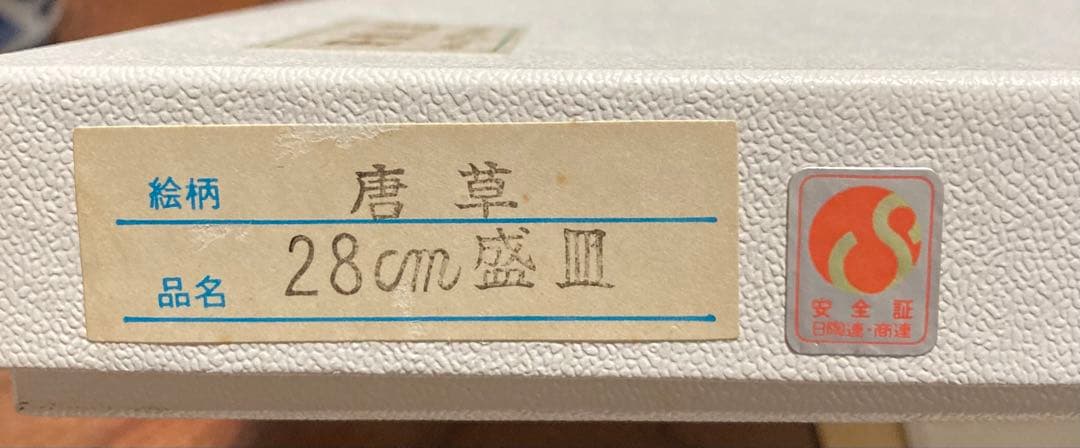 絵柄 唐草
品名 28cm盛皿
安全証
日陶連・商連